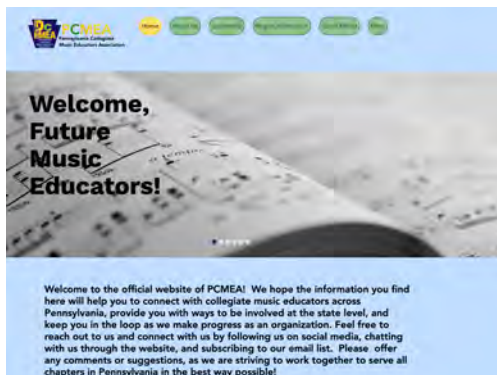 PCMEA
Pennsylvania Collegiate
Music Education Association
Home
Welcome,
Future
Music
Educators!
Welcome to the official website of PCMEA! We hope the information you find
here will help you to connect with collegiate music educators across
Pennsylvania, provide you with ways to be involved at the state level, and
keep you in the loop as we make progress as an organization. Feel free to
reach out to us and connect with us by following us on social media, chatting
with us through the website, and subscribing to our email list. Please offer
any comments or suggestions, as we are striving to work together to serve all
chapters in Pennsylvania in the best way possible!